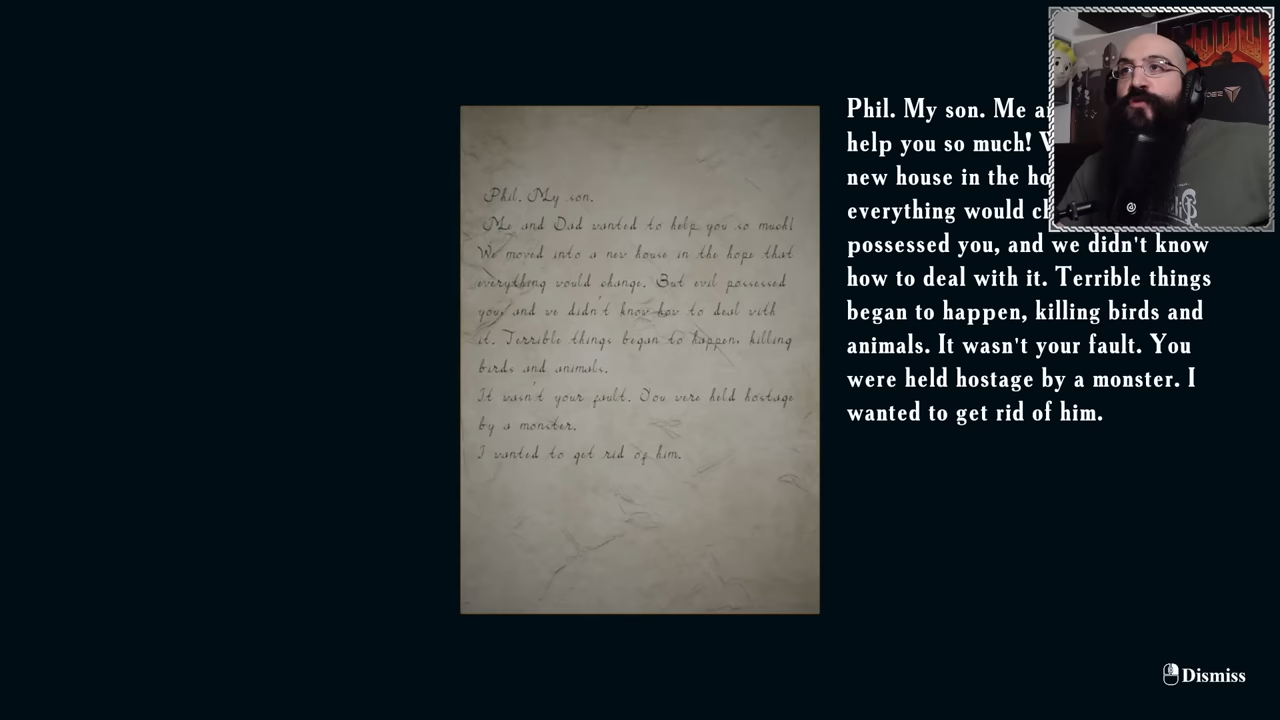 Phil. My son.
Me and Dad wanted to help you so much!
We moved into a new house in the hope that
everything would change. But evil possessed
you, and we didn't know how to deal with
it. Terrible things began to happen, killing
birds and animals.
It wasn't your fault. You were held hostage
by a monster.
I wanted to get rid of him.
Phil. My son. Me
help you so much!
new house in the
everything would
possessed you, and we didn't know
how to deal with it. Terrible things
began to happen, killing birds and
animals. It wasn't your fault. You
were held hostage by a monster. I
wanted to get rid of him.
Dismiss